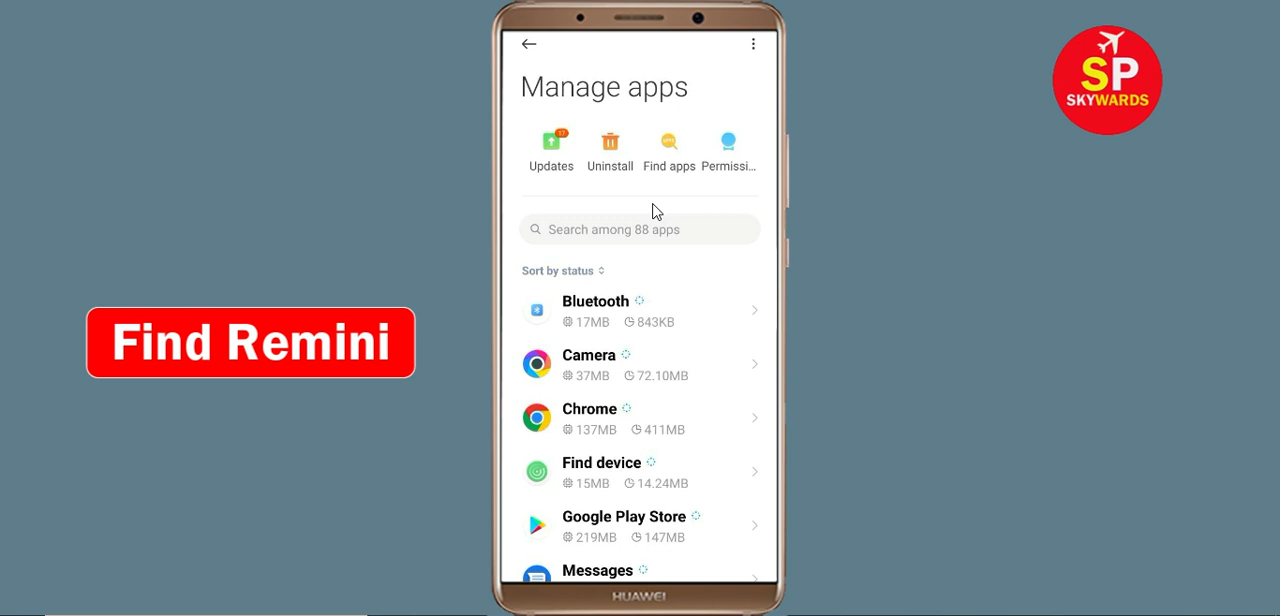 Manage apps
17
Updates
Uninstall
Find apps
Permissi...
Search among 88 apps
Sort by status
Bluetooth
17MB 843KB
Camera
37MB 72.10MB
Chrome
137MB 411MB
Find device
15MB 14.24MB
Google Play Store
219MB 147MB
Messages
HUAWEI
Find Remini
SP
SKYWARDS